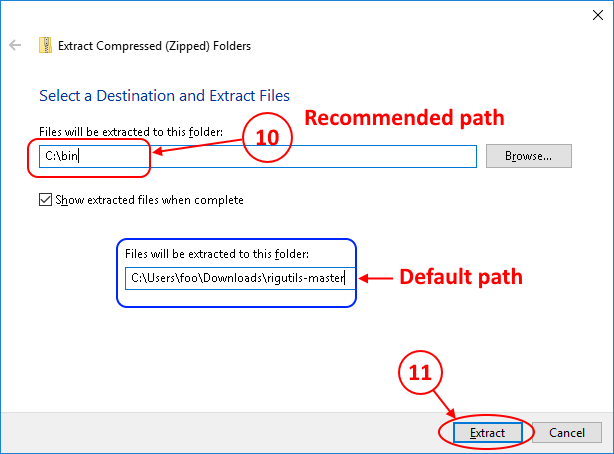 Extract Compressed (Zipped) Folders
Select a Destination and Extract Files
Recommended path
Files will be extracted to this folder:
10
C:\bin
Browse...
Show extracted files when complete
Files will be extracted to this folder:
C:\Users\foo\Downloads\rigutils-master
Default path
11
Extract
Cancel